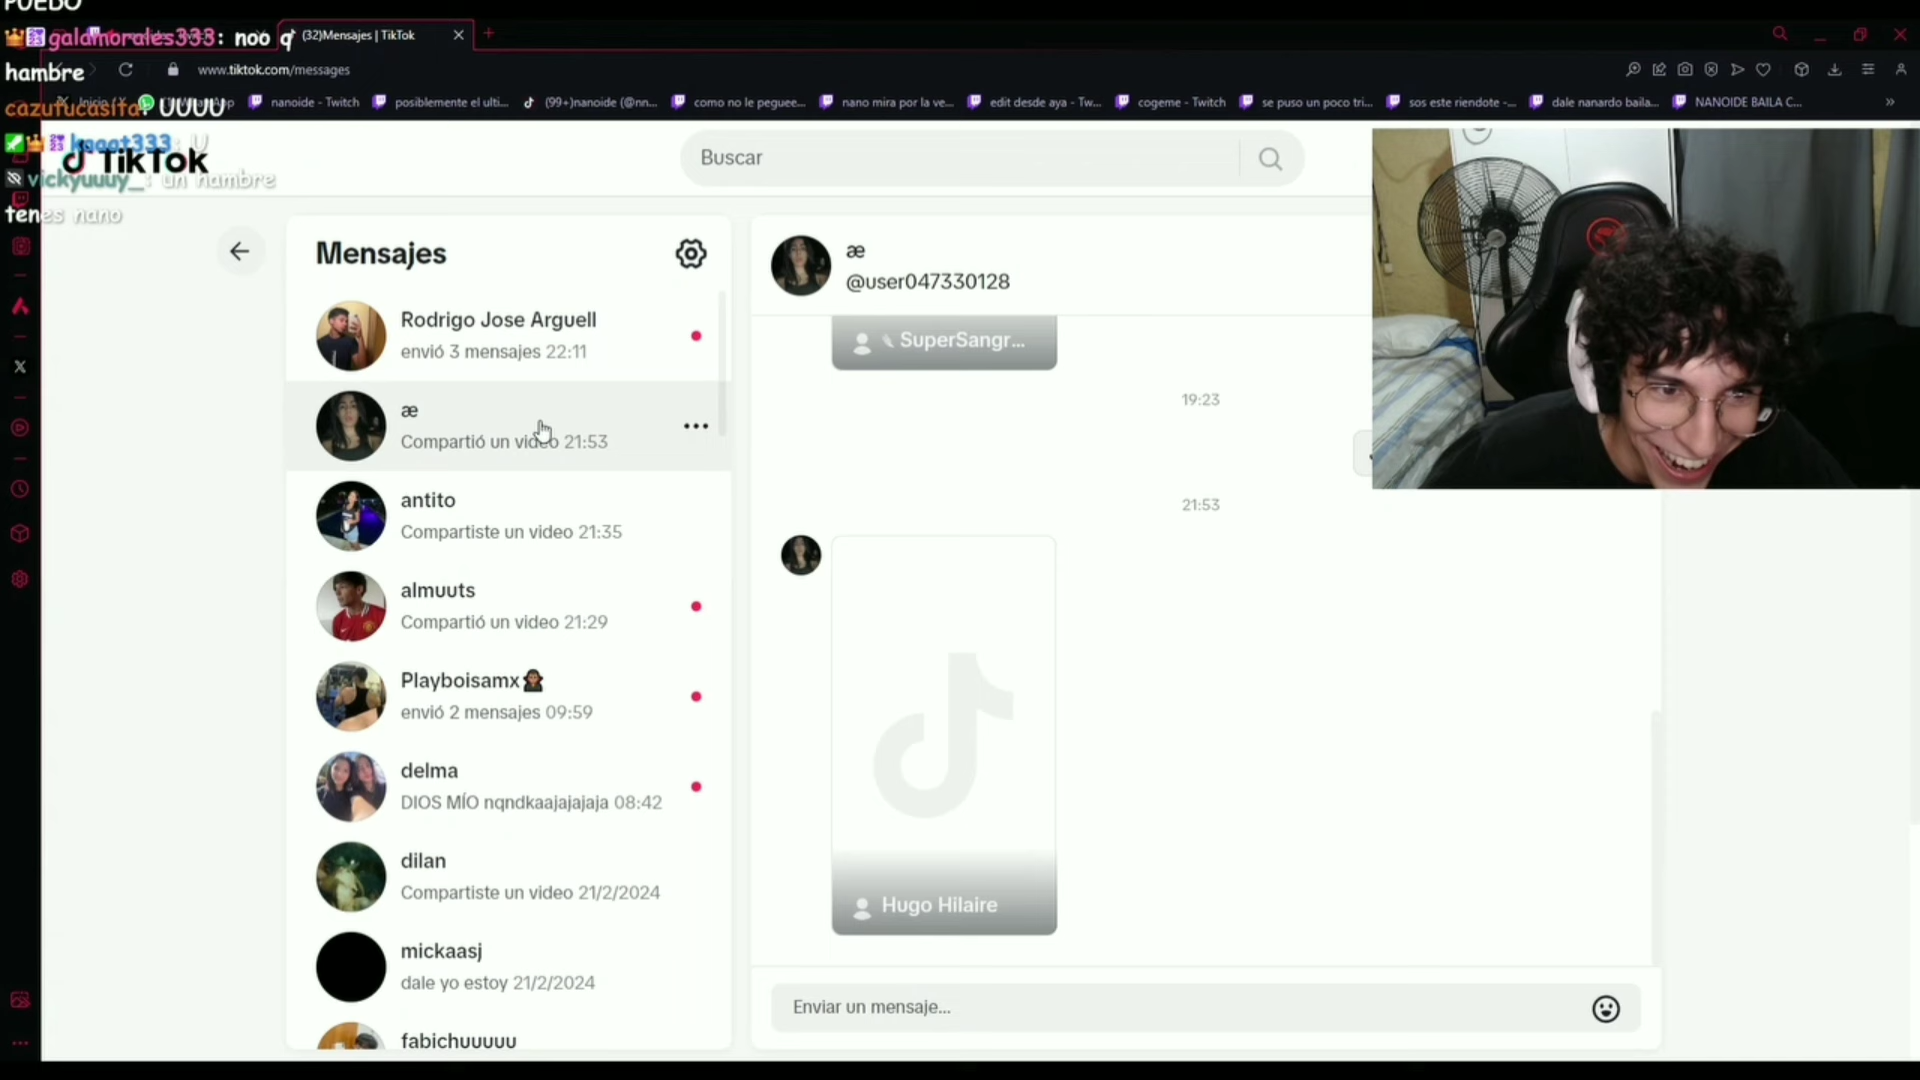 PUEDO
galamorales333: noo q
hambre
cazutucasita: UUUU
knaat333: U
vickyuuuy_: un hambre
tenes nano
(32)Mensajes | TikTok
www.tiktok.com/messages
Inicio / X
WhatsApp
nanoide - Twitch
posiblemente el ulti...
(99+)nanoide (@nn...
como no le peguee...
nano mira por la ve...
edit desde aya - Tw...
cogeme - Twitch
se puso un poco tri...
sos este riendote -...
dale nanardo baila...
NANOIDE BAILA C...
TikTok
Buscar
Mensajes
Rodrigo Jose Arguell
envió 3 mensajes 22:11
æ
Compartió un video 21:53
antito
Compartiste un video 21:35
almuuts
Compartió un video 21:29
Playboisamx
envió 2 mensajes 09:59
delma
DIOS MÍO nqndkaajajajaja 08:42
dilan
Compartiste un video 21/2/2024
mickaasj
dale yo estoy 21/2/2024
fabichuuuuu
æ
@user047330128
SuperSangr...
19:23
21:53
Hugo Hilaire
Enviar un mensaje...